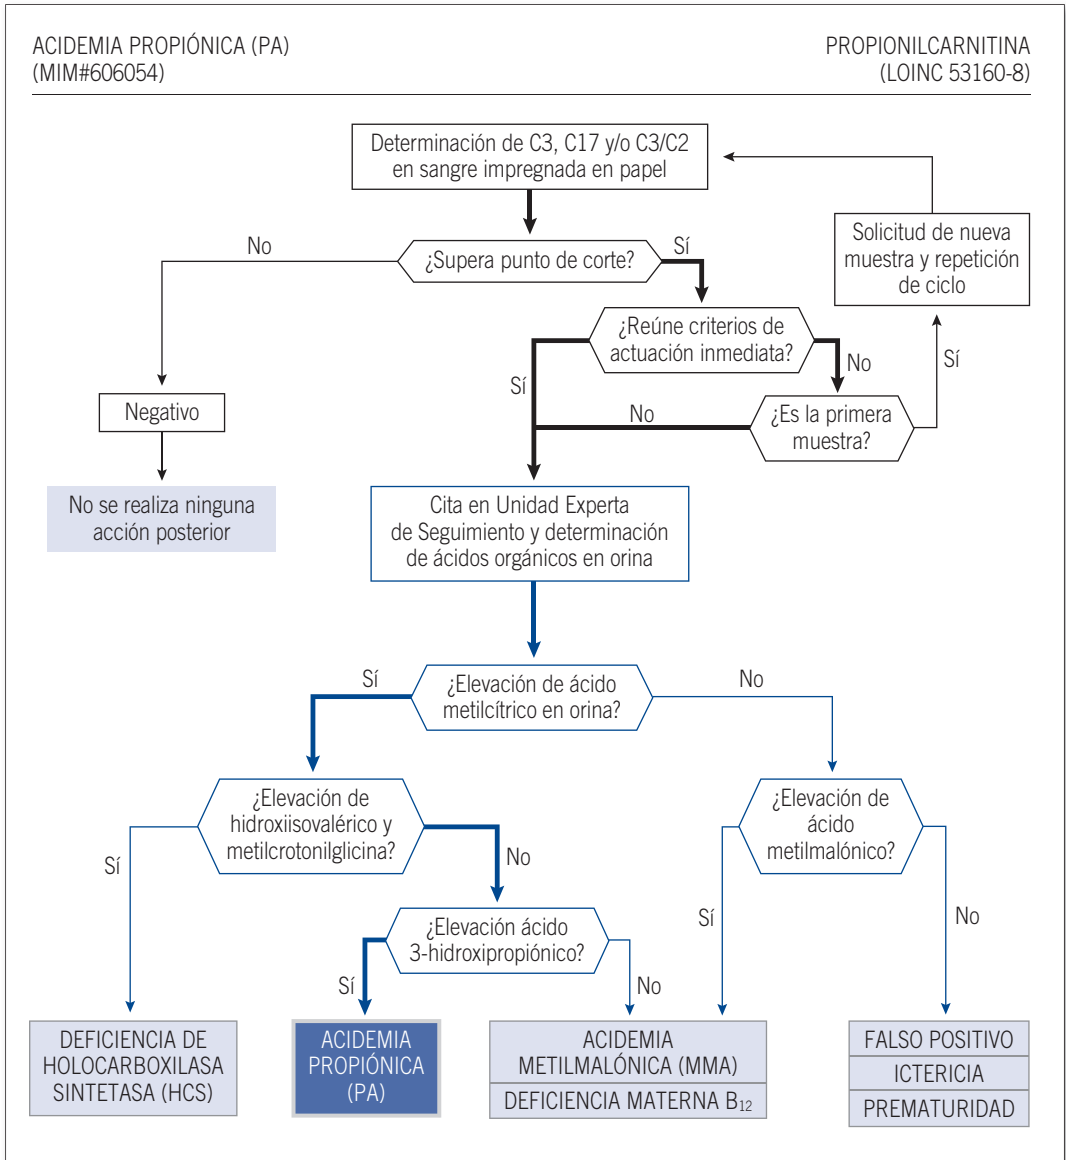 ACIDEMIA PROPIÓNICA (PA)
(MIM#606054)
PROPIONILCARNITINA
(LOINC 53160-8)
Determinación de C3, C17 y/o C3/C2
en sangre impregnada en papel
No
¿Supera punto de corte?
Sí
Solicitud de nueva
muestra y repetición
de ciclo
¿Reúne criterios de
actuación inmediata?
Sí
No
Sí
Negativo
No
¿Es la primera
muestra?
No se realiza ninguna
acción posterior
Cita en Unidad Experta
de Seguimiento y determinación
de ácidos orgánicos en orina
Sí
¿Elevación de ácido
metilcítrico en orina?
No
¿Elevación de
hidroxiisovalérico y
metilcrotonilglicina?
¿Elevación de
ácido
metilmalónico?
Sí
No
Sí
No
¿Elevación ácido
3-hidroxipropiónico?
Sí
No
DEFICIENCIA DE
HOLOCARBOXILASA
SINTETASA (HCS)
ACIDEMIA
PROPIÓNICA
(PA)
ACIDEMIA
METILMALÓNICA (MMA)
DEFICIENCIA MATERNA B₁₂
FALSO POSITIVO
ICTERICIA
PREMATURIDAD